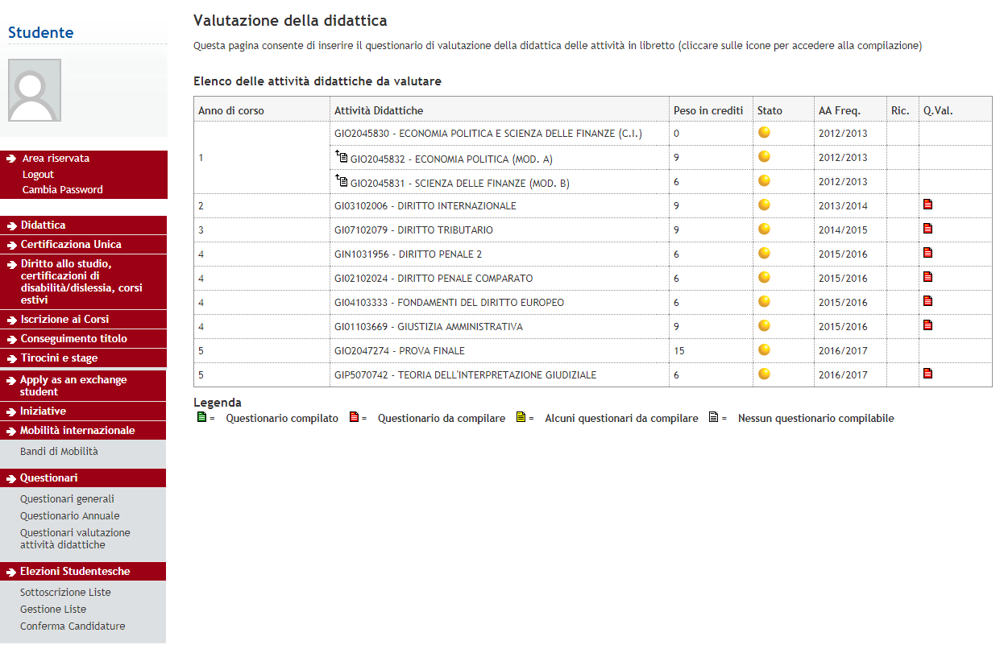 Studente
Area riservata
Logout
Cambia Password
Didattica
Certificaziona Unica
Diritto allo studio,
certificazioni di
disabilità/dislessia, corsi
estivi
Iscrizione ai Corsi
Conseguimento titolo
Tirocini e stage
Apply as an exchange
student
Iniziative
Mobilità internazionale
Bandi di Mobilità
Questionari
Questionari generali
Questionario Annuale
Questionari valutazione
attività didattiche
Elezioni Studentesche
Sottoscrizione Liste
Gestione Liste
Conferma Candidature
Valutazione della didattica
Questa pagina consente di inserire il questionario di valutazione della didattica delle attività in libretto (cliccare sulle icone per accedere alla compilazione)
Elenco delle attività didattiche da valutare
Anno di corso Attività Didattiche Peso in crediti Stato AA Freq. Ric. Q.Val.
GIO2045830 - ECONOMIA POLITICA E SCIENZA DELLE FINANZE (C.I.) 0 2012/2013
1 GIO2045832 - ECONOMIA POLITICA (MOD. A) 9 2012/2013
GIO2045831 - SCIENZA DELLE FINANZE (MOD. B) 6 2012/2013
2 GI03102006 - DIRITTO INTERNAZIONALE 9 2013/2014
3 GI07102079 - DIRITTO TRIBUTARIO 9 2014/2015
4 GIN1031956 - DIRITTO PENALE 2 6 2015/2016
4 GI02102024 - DIRITTO PENALE COMPARATO 6 2015/2016
4 GI04103333 - FONDAMENTI DEL DIRITTO EUROPEO 6 2015/2016
4 GI01103669 - GIUSTIZIA AMMINISTRATIVA 9 2015/2016
5 GIO2047274 - PROVA FINALE 15 2016/2017
5 GIP5070742 - TEORIA DELL'INTERPRETAZIONE GIUDIZIALE 6 2016/2017
Legenda
= Questionario compilato = Questionario da compilare = Alcuni questionari da compilare = Nessun questionario compilabile